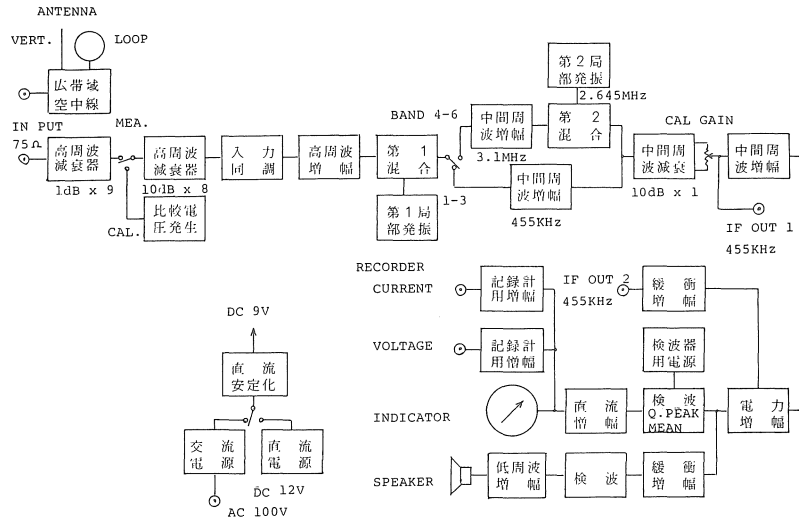 ANTENNA
VERT.
LOOP
広帯域
空中線
IN PUT
75Ω
高周波
減衰器
1dB x 9
MEA.
CAL.
高周波
減衰器
10dB x 8
比較電
圧発生
入力
同調
高周波
増幅
第1
混合
第1局
部発振
BAND 4-6
1-3
中間周
波増幅
3.1MHz
第2局
部発振
2.645MHz
第2
混合
中間周
波増幅
455KHz
CAL GAIN
中間周
波減衰
10dB x 1
中間周
波増幅
IF OUT 1
455KHz
RECORDER
CURRENT
記録計
用増幅
IF OUT 2
455KHz
緩衝
増幅
VOLTAGE
記録計
用増幅
検波器
用電源
INDICATOR
直流
増幅
検波
Q.PEAK
MEAN
電力
増幅
SPEAKER
低周波
増幅
検波
緩衝
増幅
DC 9V
直流
安定化
交流
電源
直流
電源
DC 12V
AC 100V